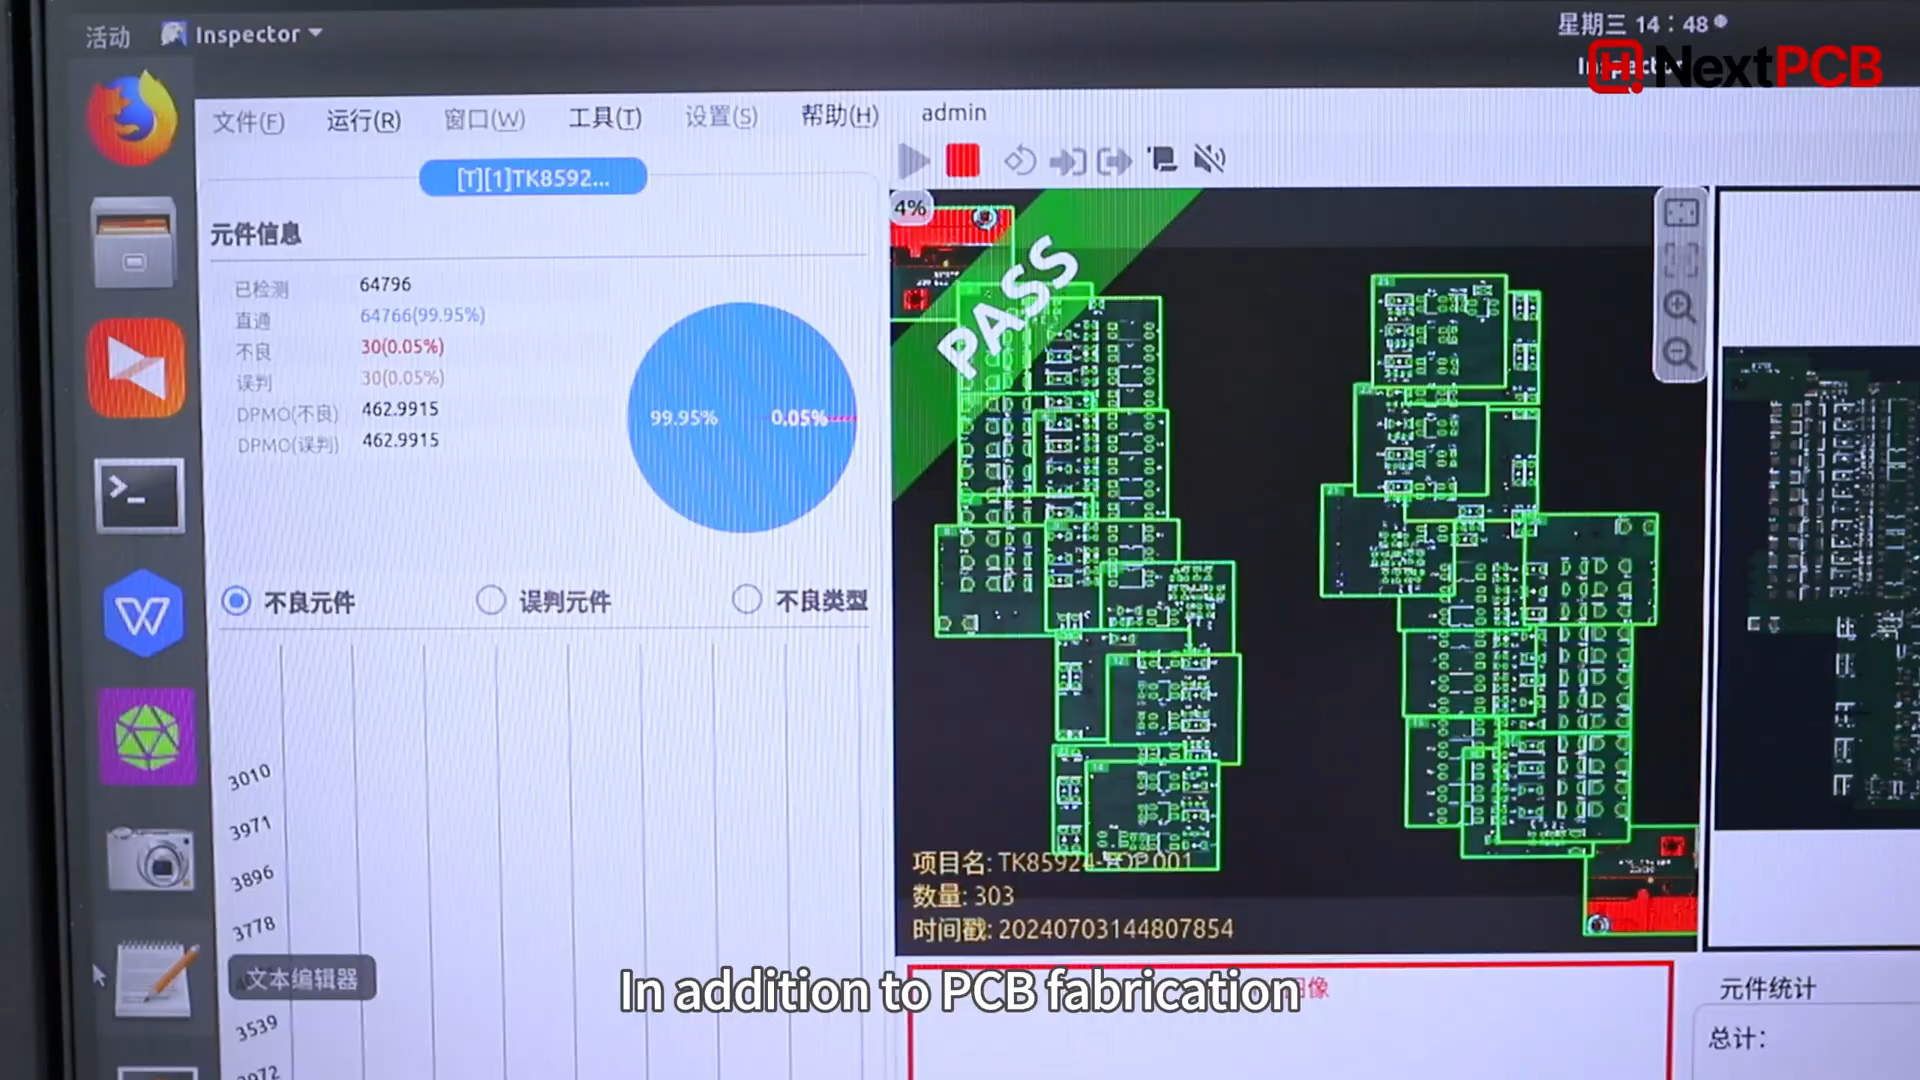 活动 Inspector
星期三 14：48
NextPCB
文件(F) 运行(R) 窗口(W) 工具(T) 设置(S) 帮助(H) admin
[T][1]TK8592...
元件信息
已检测 64796
直通 64766(99.95%)
不良 30(0.05%)
误判 30(0.05%)
DPMO(不良) 462.9915
DPMO(误判) 462.9915
99.95% 0.05%
不良元件 误判元件 不良类型
3010
3971
3896
3778
3539
3972
文本编辑器
4%
PASS
项目名: TK85924-TOP.001
数量: 303
时间戳: 20240703144807854
In addition to PCB fabrication
元件统计
总计: